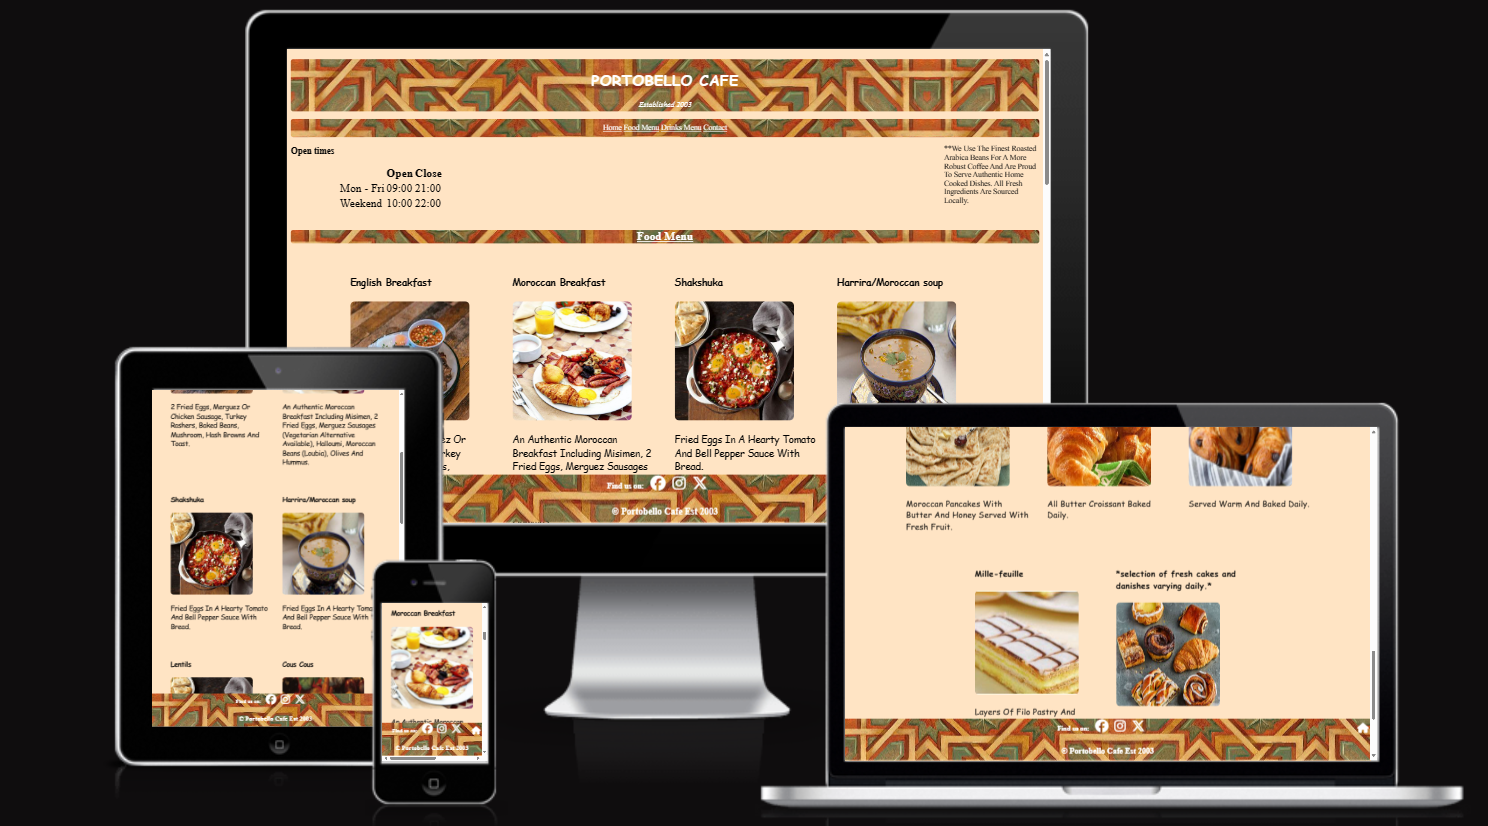 PORTOBELLO CAFE
Established 2003
Home Food Menu Drinks Menu Contact
Open times
Open Close
Mon - Fri 09:00 21:00
Weekend 10:00 22:00
**We Use The Finest Roasted
Arabica Beans For A More
Robust Coffee And Are Proud
To Serve Authentic Home
Cooked Dishes. All Fresh
Ingredients Are Sourced
Locally.
Food Menu
English Breakfast
Moroccan Breakfast
Shakshuka
Harrira/Moroccan soup
An Authentic Moroccan
Breakfast Including Misimen, 2
Fried Eggs, Merguez Sausages
Fried Eggs In A Hearty Tomato
And Bell Pepper Sauce With
Bread.
Find us on:
© Portobello Cafe Est 2003
2 Fried Eggs, Merguez Or
Chicken Sausage, Turkey
Rashers, Baked Beans,
Mushroom, Hash Browns And
Toast.
An Authentic Moroccan
Breakfast Including Misimen, 2
Fried Eggs, Merguez Sausages
(Vegetarian Alternative
Available), Halloumi, Moroccan
Beans (Loubia), Olives And
Hummus.
Shakshuka
Harrira/Moroccan soup
Fried Eggs In A Hearty Tomato
And Bell Pepper Sauce With
Bread.
Fried Eggs In A Hearty Toma
And Bell Pepper Sauce With
Bread.
Lentils
Cous Cous
Find us on:
© Portobello Cafe Est 2003
Moroccan Breakfast
An Authentic Moroccan
Find us on:
© Portobello Cafe Est 2003
Moroccan Pancakes With
Butter And Honey Served With
Fresh Fruit.
All Butter Croissant Baked
Daily.
Served Warm And Baked Daily.
Mille-feuille
*selection of fresh cakes and
danishes varying daily.*
Layers Of Filo Pastry And
Find us on:
© Portobello Cafe Est 2003